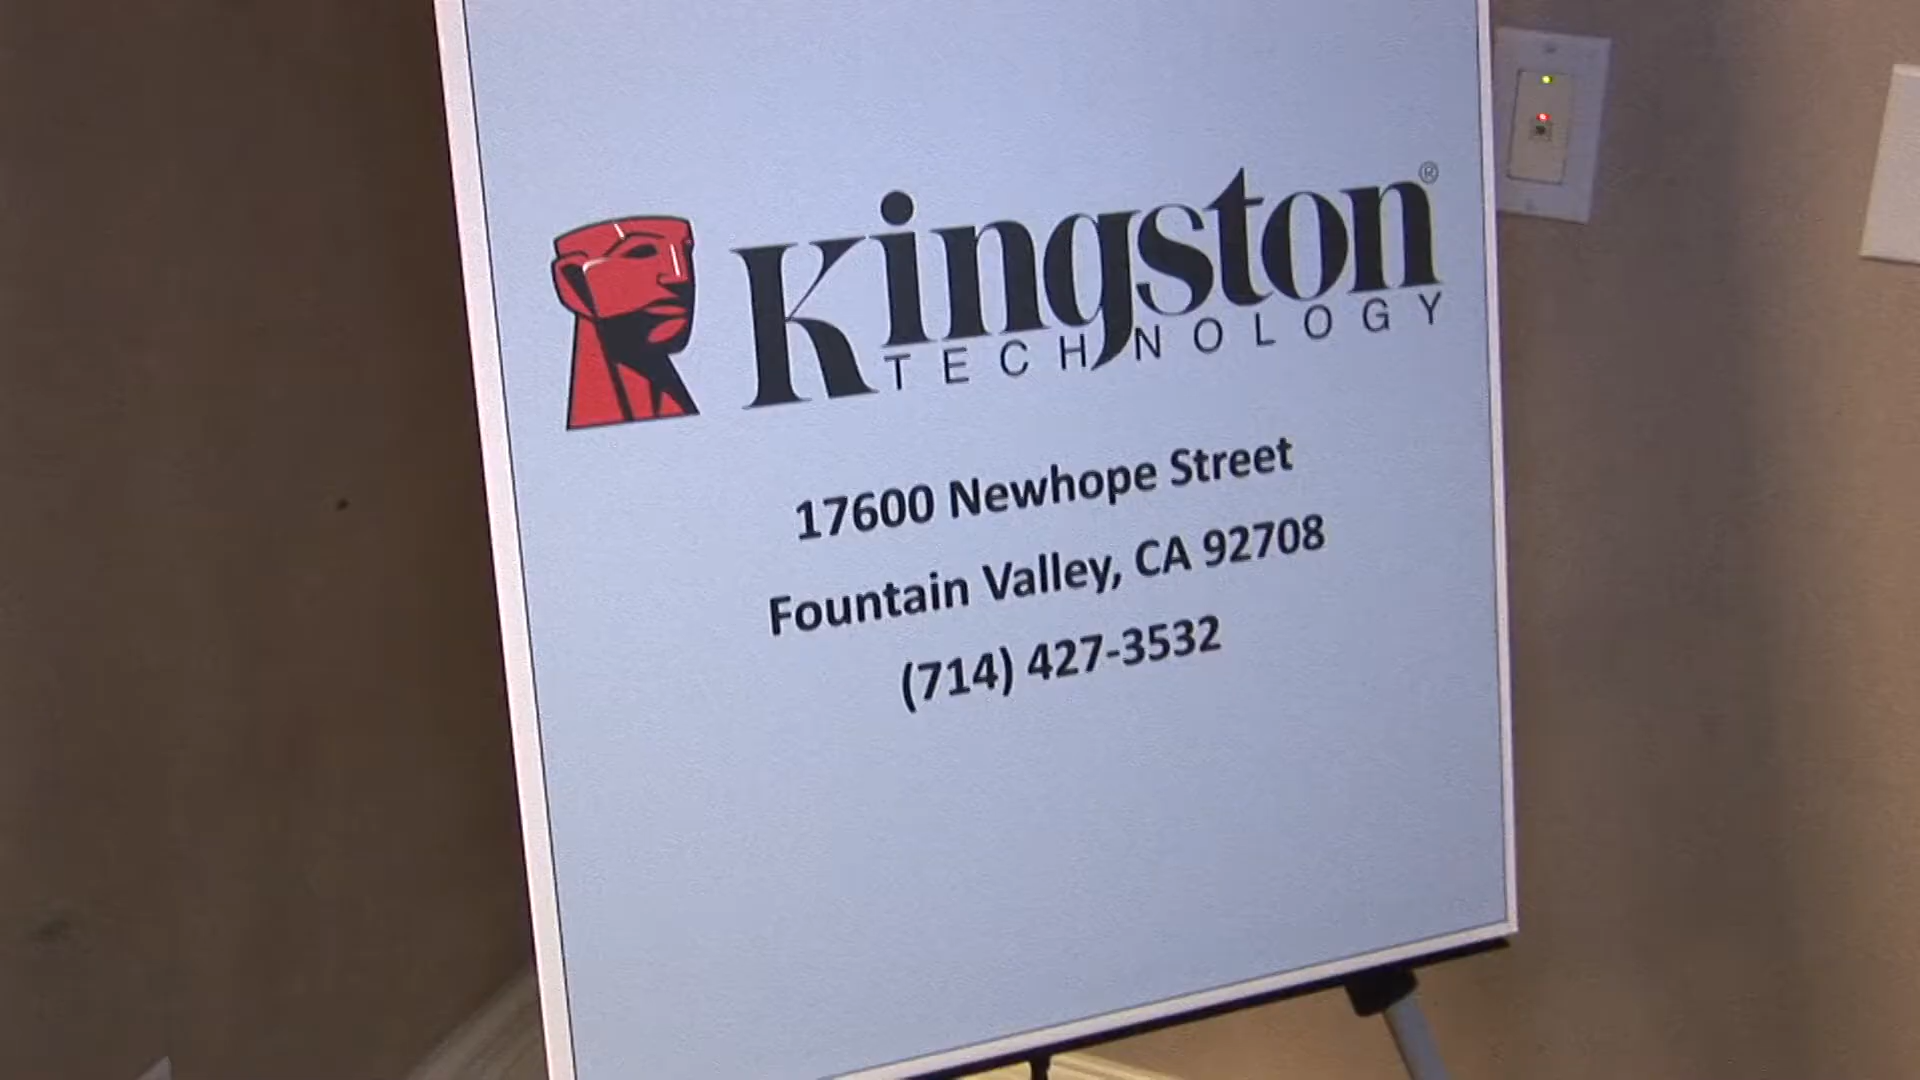 Kingston®
TECHNOLOGY
17600 Newhope Street
Fountain Valley, CA 92708
(714) 427-3532